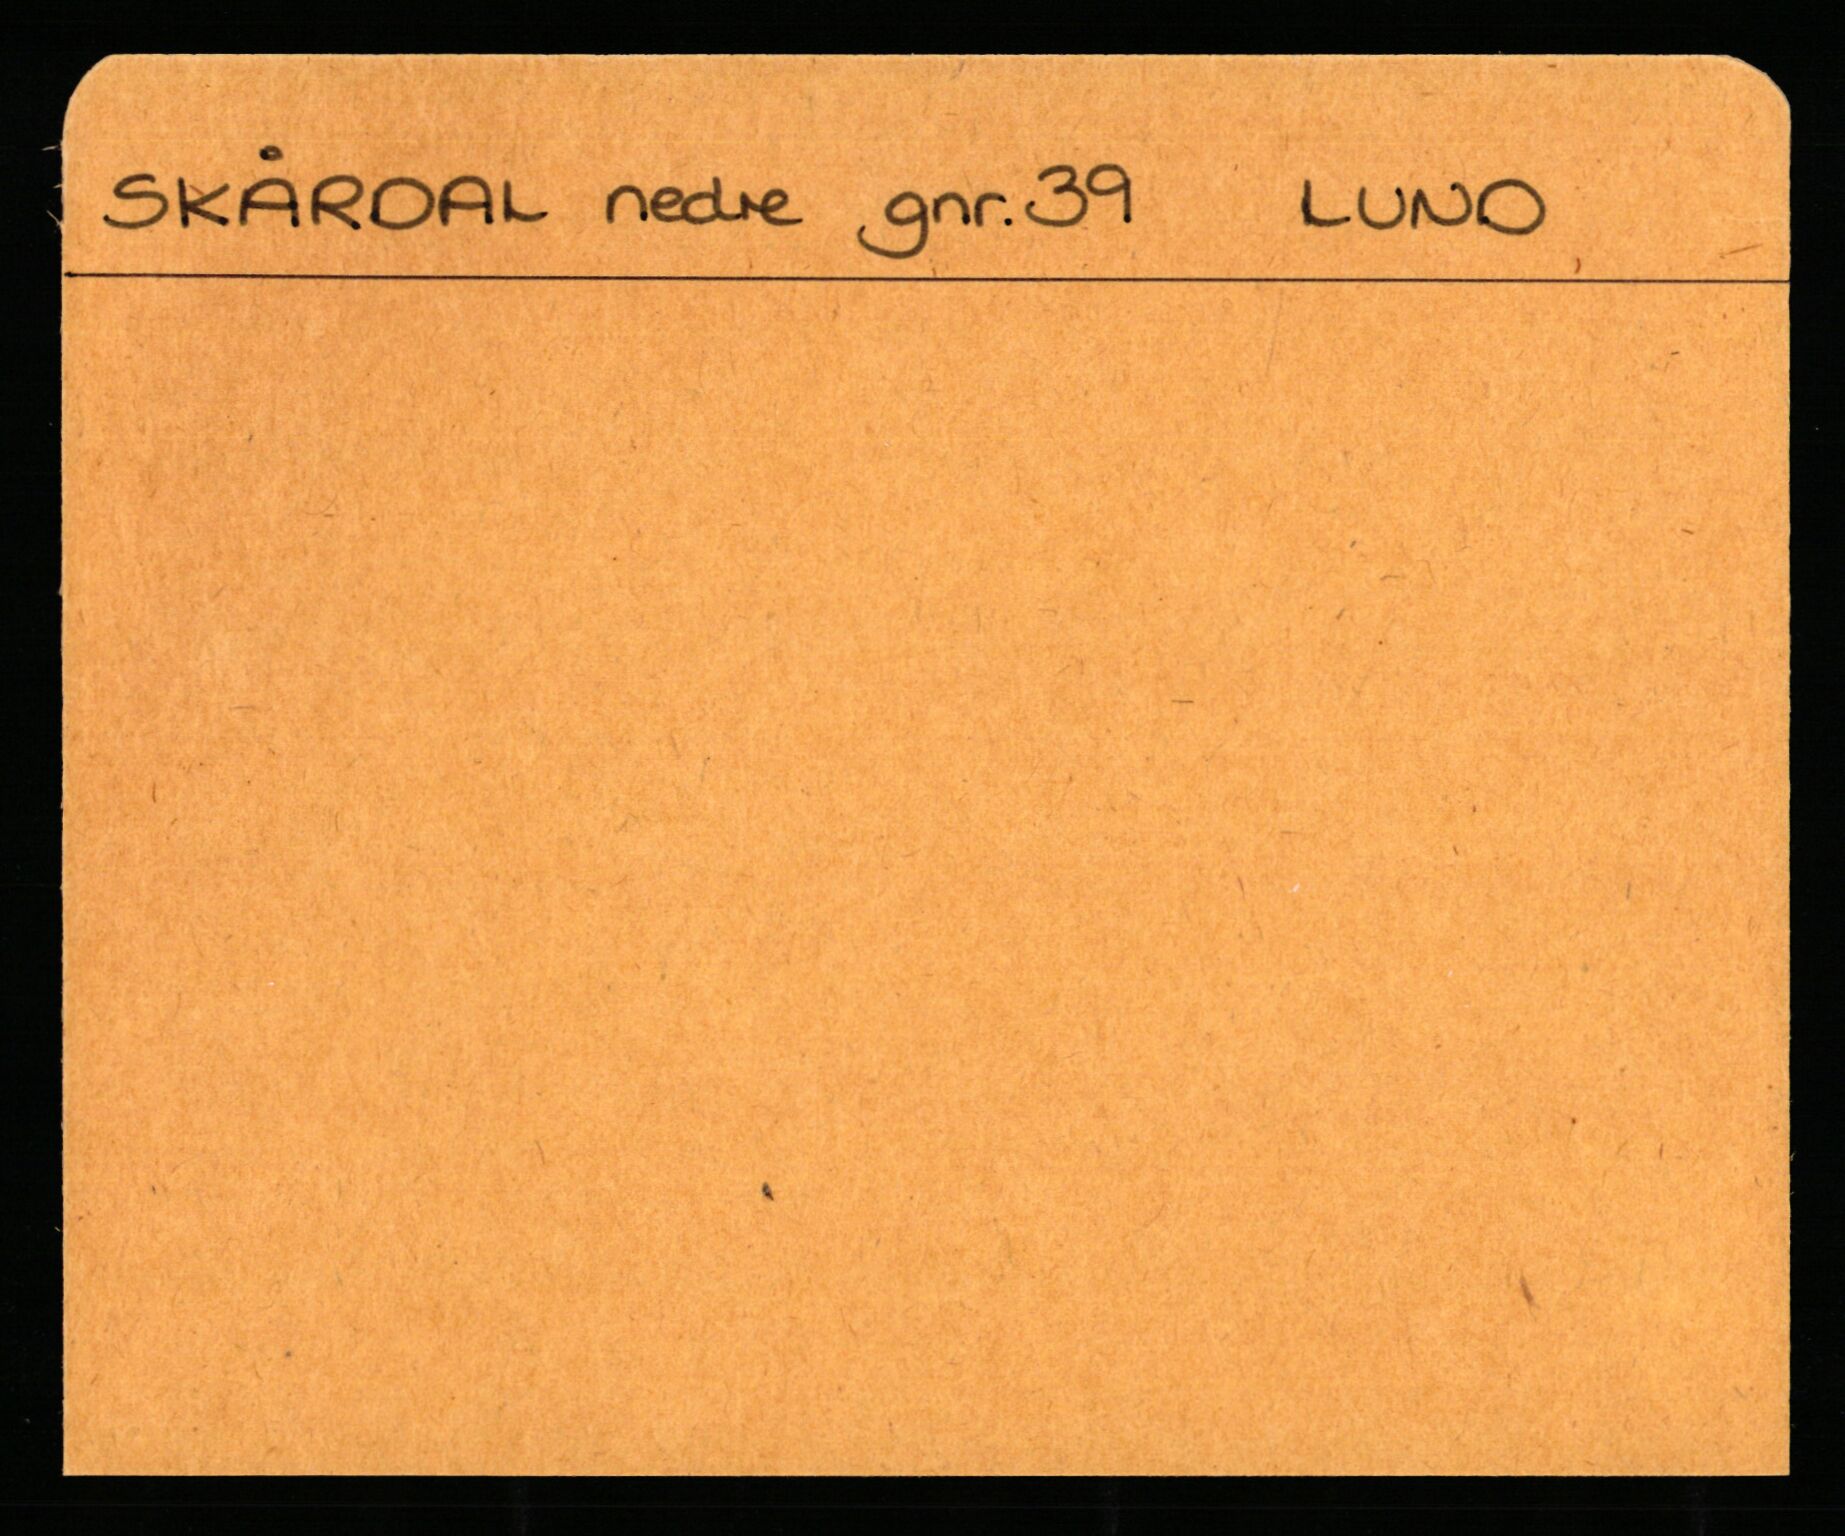 SKÅRDAL nedre gnr. 39 LUND